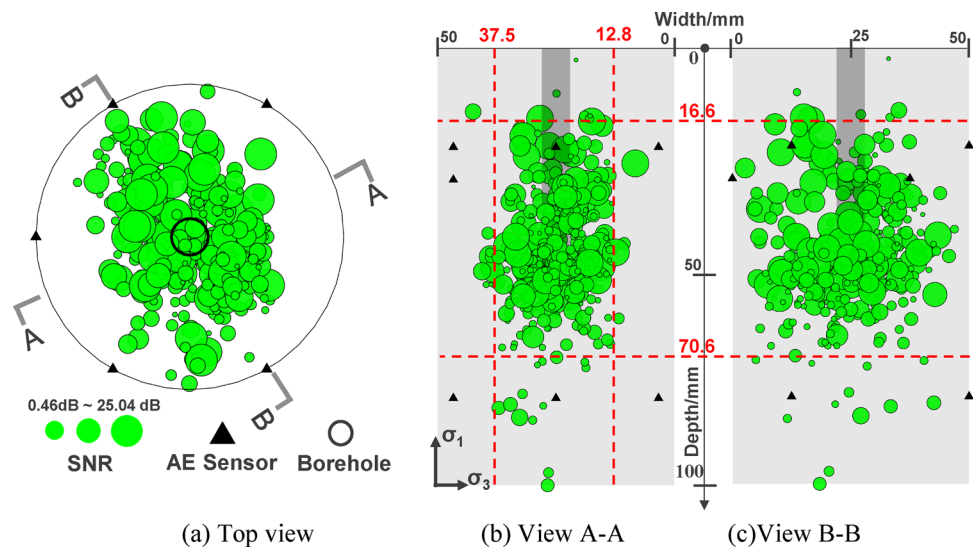 Width/mm
50
37.5
12.8
0
0
25
50
0
16.6
50
70.6
Depth/mm
100
σ1
σ3
B
A
A
B
0.46dB ~ 25.04 dB
SNR
AE Sensor
Borehole
(a) Top view
(b) View A-A
(c)View B-B